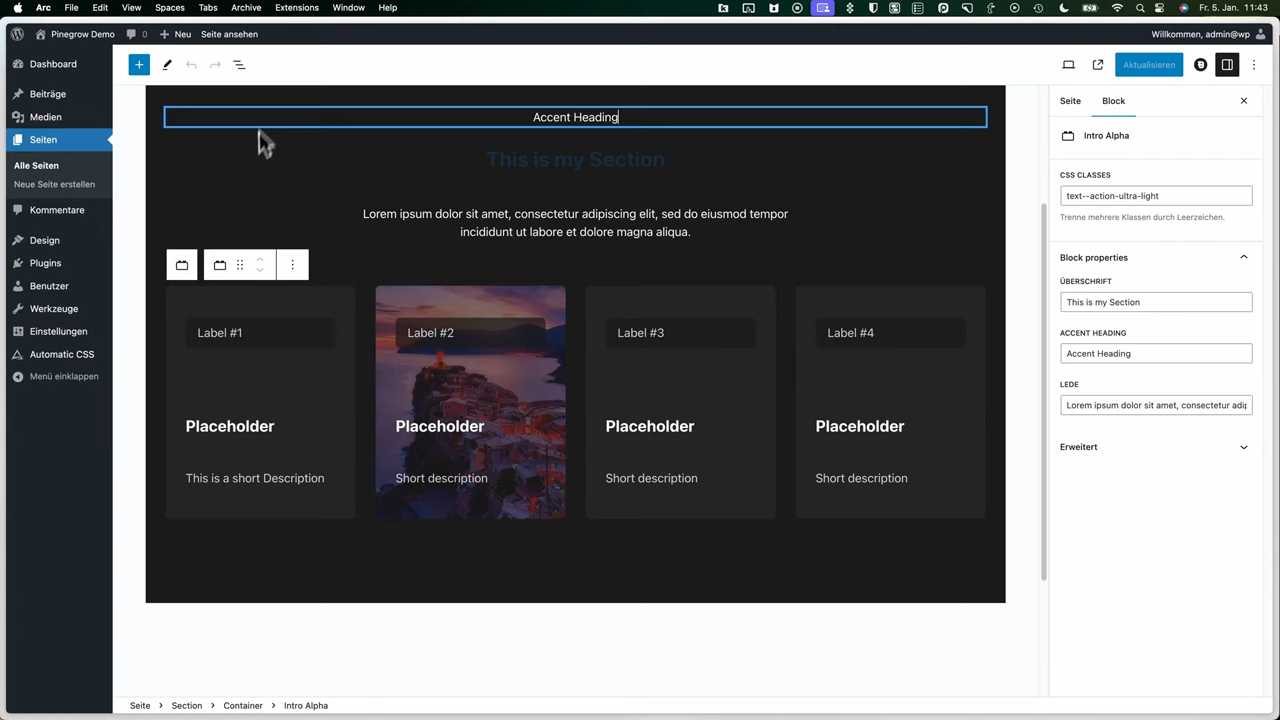 Arc File Edit View Spaces Tabs Archive Extensions Window Help Fr. 5. Jan. 11:43
Pinegrow Demo 0 + Neu Seite ansehen Willkommen, admin@wp
Dashboard
Beiträge
Medien
Seiten
Alle Seiten
Neue Seite erstellen
Kommentare
Design
Plugins
Benutzer
Werkzeuge
Einstellungen
Automatic CSS
Menü einklappen
Aktualisieren
Accent Heading
This is my Section
Lorem ipsum dolor sit amet, consectetur adipiscing elit, sed do eiusmod tempor
incididunt ut labore et dolore magna aliqua.
Label #1
Placeholder
This is a short Description
Label #2
Placeholder
Short description
Label #3
Placeholder
Short description
Label #4
Placeholder
Short description
Seite Block
Intro Alpha
CSS CLASSES
text--action-ultra-light
Trenne mehrere Klassen durch Leerzeichen.
Block properties
ÜBERSCHRIFT
This is my Section
ACCENT HEADING
Accent Heading
LEDE
Lorem ipsum dolor sit amet, consectetur adip
Erweitert
Seite > Section > Container > Intro Alpha